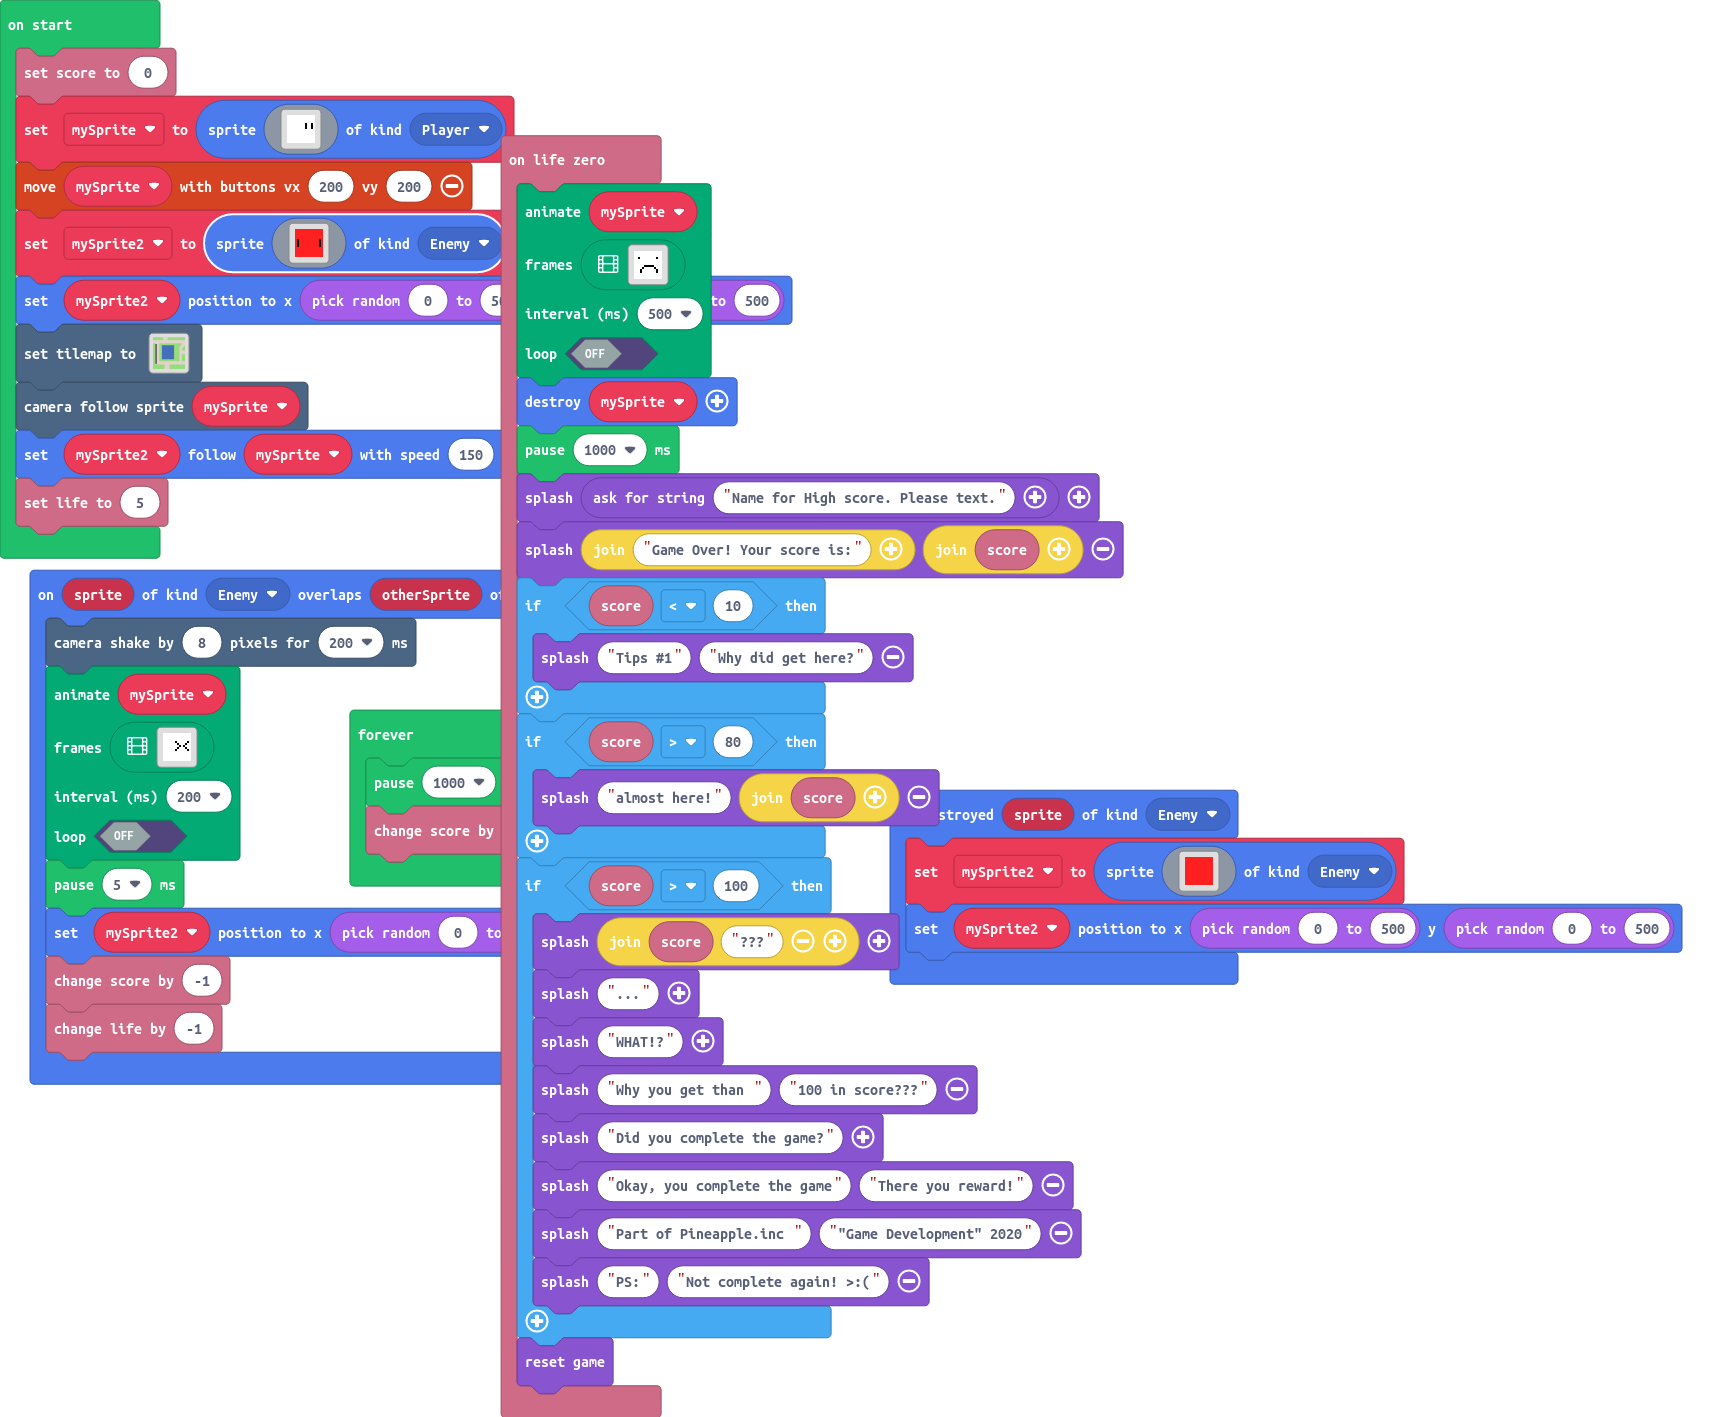 on start
set score to 0
set mySprite to sprite of kind Player
move mySprite with buttons vx 200 vy 200
set mySprite2 to sprite of kind Enemy
set mySprite2 position to x pick random 0 to to 500
set tilemap to
camera follow sprite mySprite
set mySprite2 follow mySprite with speed 150
set life to 5
on sprite of kind Enemy overlaps otherSprite
camera shake by 8 pixels for 200 ms
animate mySprite
frames
interval (ms) 200
loop OFF
pause 5 ms
set mySprite2 position to x pick random 0 to
change score by -1
change life by -1
forever
pause 1000
change score by
on life zero
animate mySprite
frames
interval (ms) 500
loop OFF
destroy mySprite
pause 1000 ms
splash ask for string "Name for High score. Please text."
splash join "Game Over! Your score is:" join score
if score < 10 then
splash "Tips #1" "Why did get here?"
if score > 80 then
splash "almost here!" join score
if score > 100 then
splash join score "???"
splash "..."
splash "WHAT!?"
splash "Why you get than " "100 in score???"
splash "Did you complete the game?"
splash "Okay, you complete the game" "There you reward!"
splash "Part of Pineapple.inc " ""Game Development" 2020"
splash "PS:" "Not complete again! >:("
reset game
stroyed sprite of kind Enemy
set mySprite2 to sprite of kind Enemy
set mySprite2 position to x pick random 0 to 500 y pick random 0 to 500